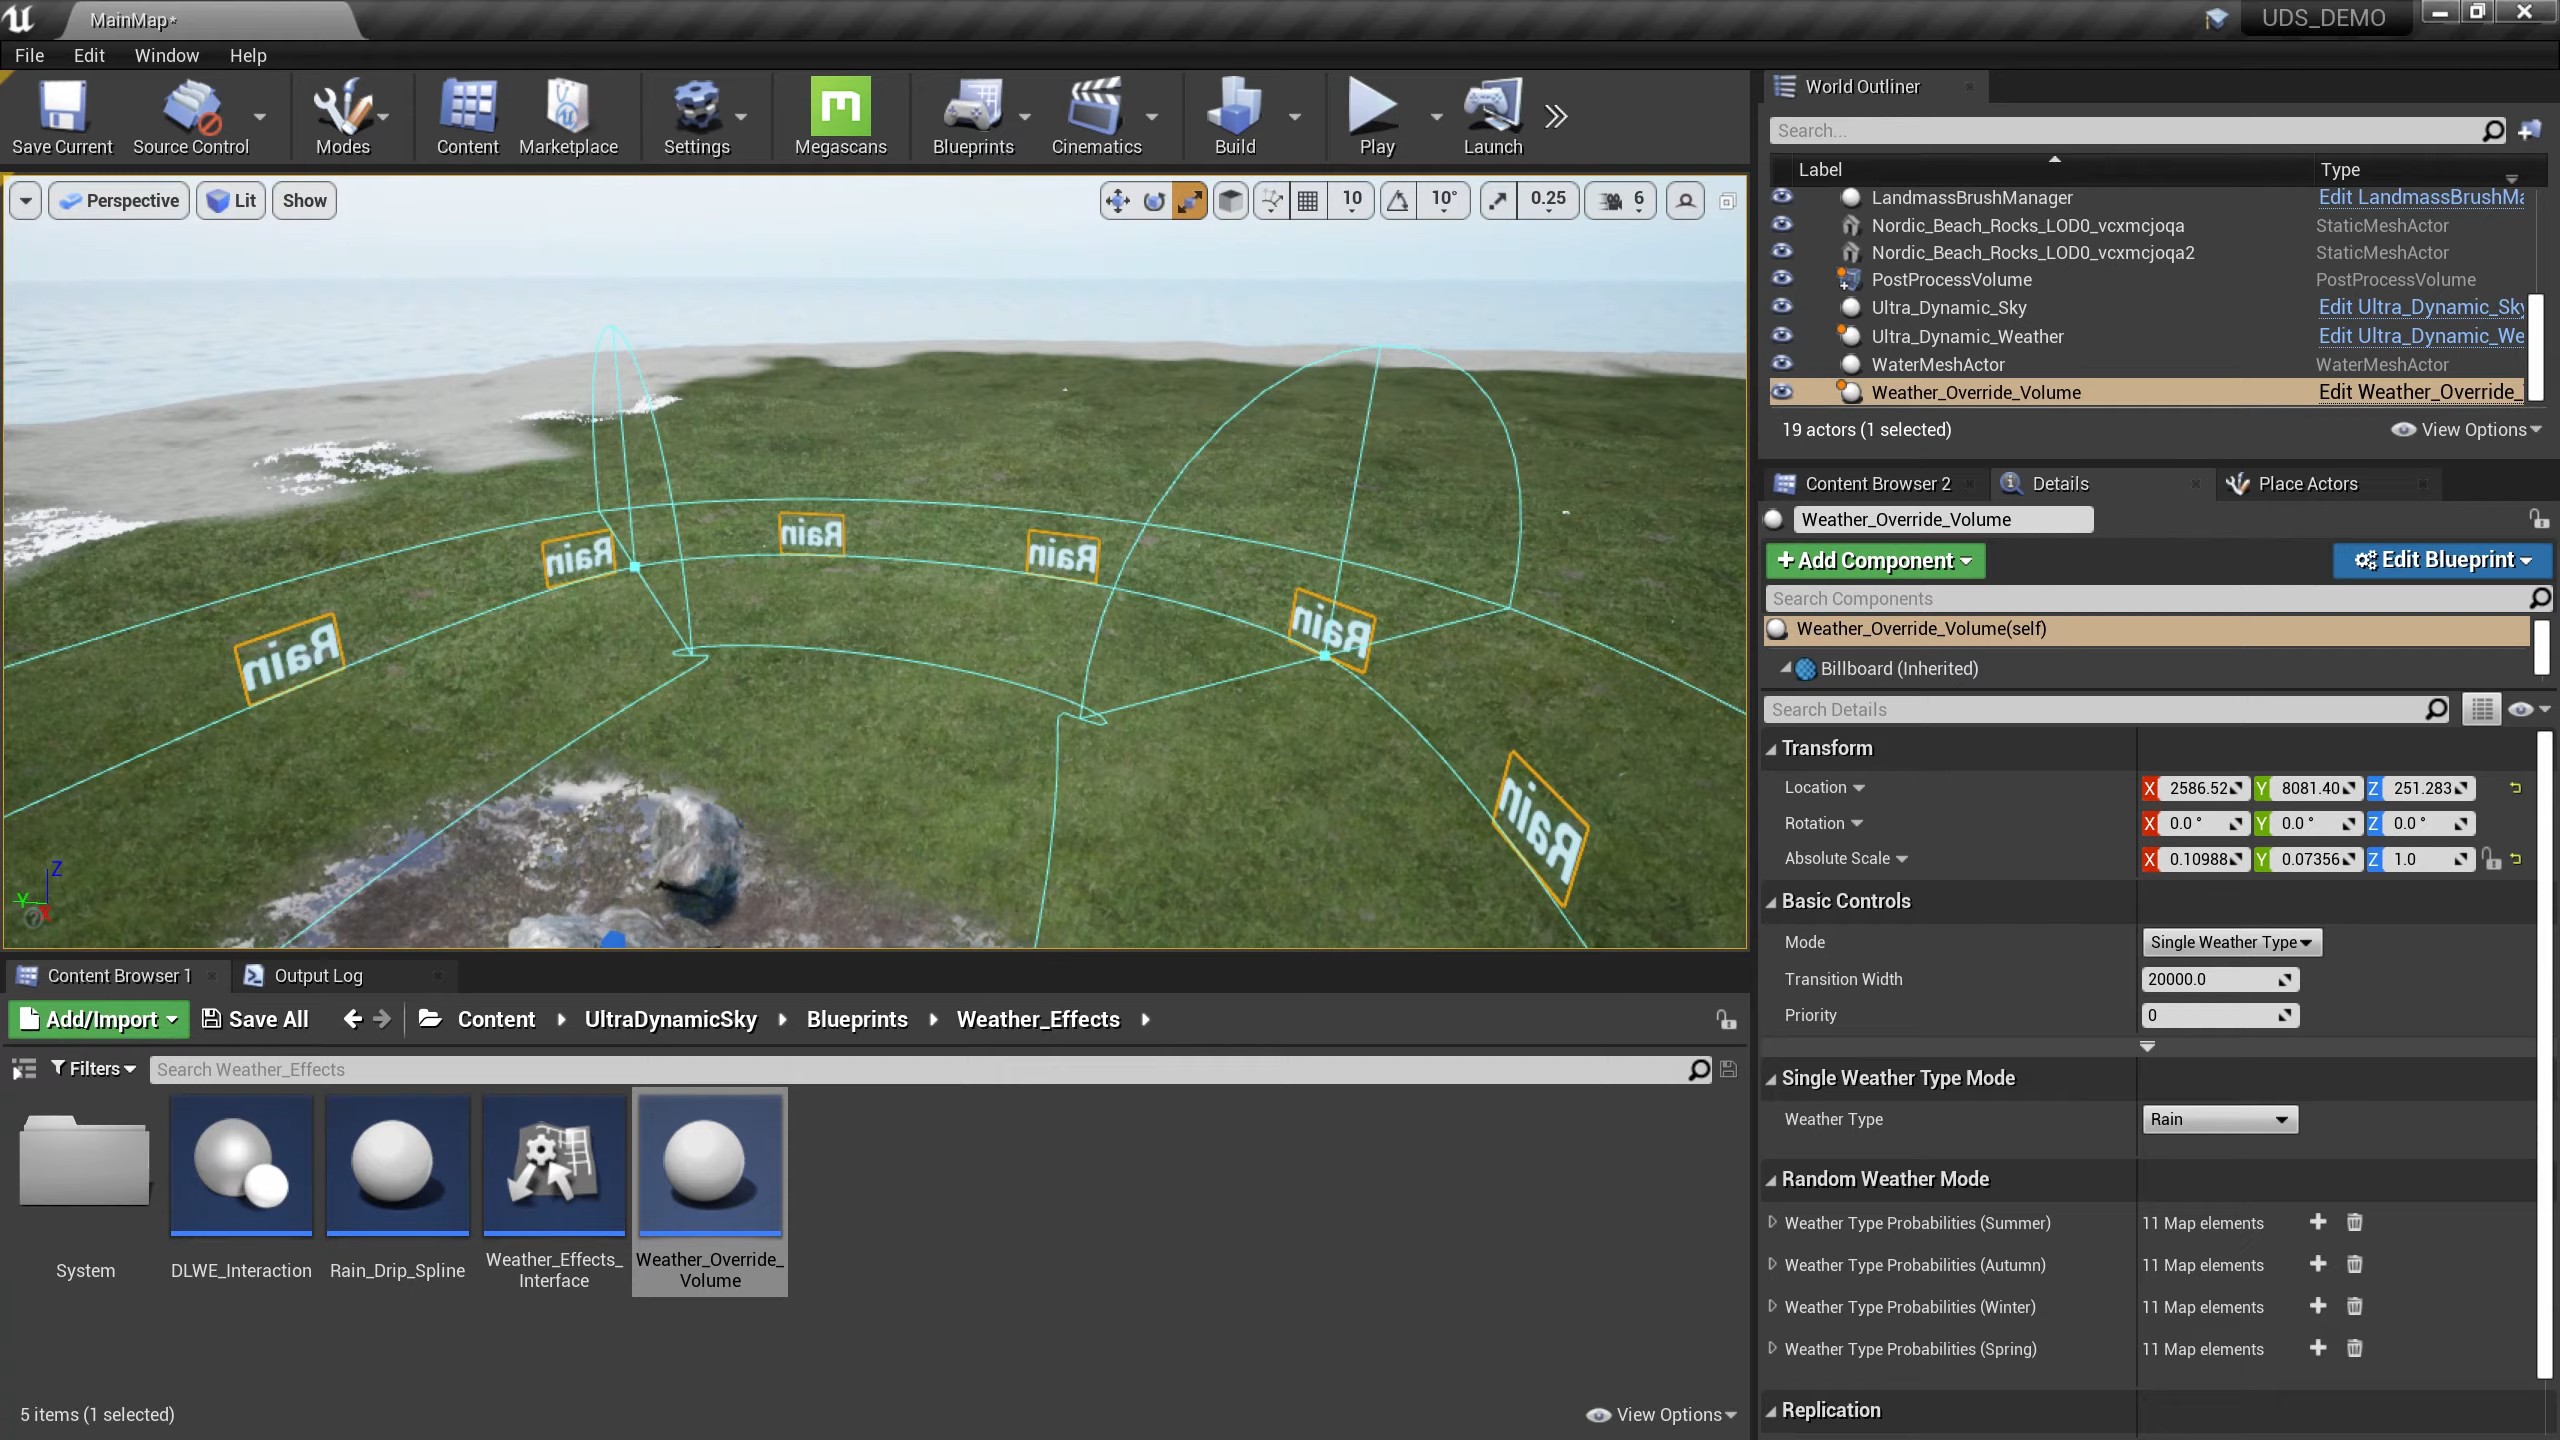 MainMap*
UDS_DEMO
File Edit Window Help
Save Current
Source Control
Modes
Content
Marketplace
Settings
Megascans
Blueprints
Cinematics
Build
Play
Launch
Perspective
Lit
Show
10
10°
0.25
6
Rain
Rain
Rain
Rain
Rain
Rain
Rain
Z
Y
X
World Outliner
Search...
Label Type
LandmassBrushManager Edit LandmassBrushMa
Nordic_Beach_Rocks_LOD0_vcxmcjoqa StaticMeshActor
Nordic_Beach_Rocks_LOD0_vcxmcjoqa2 StaticMeshActor
PostProcessVolume PostProcessVolume
Ultra_Dynamic_Sky Edit Ultra_Dynamic_Sky
Ultra_Dynamic_Weather Edit Ultra_Dynamic_We
WaterMeshActor WaterMeshActor
Weather_Override_Volume Edit Weather_Override_
19 actors (1 selected) View Options
Content Browser 2 Details Place Actors
Weather_Override_Volume
+Add Component Edit Blueprint
Search Components
Weather_Override_Volume(self)
Billboard (Inherited)
Search Details
Transform
Location X 2586.52 Y 8081.40 Z 251.283
Rotation X 0.0 ° Y 0.0 ° Z 0.0 °
Absolute Scale X 0.10988 Y 0.07356 Z 1.0
Basic Controls
Mode Single Weather Type
Transition Width 20000.0
Priority 0
Single Weather Type Mode
Weather Type Rain
Random Weather Mode
Weather Type Probabilities (Summer) 11 Map elements
Weather Type Probabilities (Autumn) 11 Map elements
Weather Type Probabilities (Winter) 11 Map elements
Weather Type Probabilities (Spring) 11 Map elements
Replication
Content Browser 1 Output Log
Add/Import Save All Content UltraDynamicSky Blueprints Weather_Effects
Filters Search Weather_Effects
System
DLWE_Interaction
Rain_Drip_Spline
Weather_Effects_
Interface
Weather_Override_
Volume
5 items (1 selected) View Options